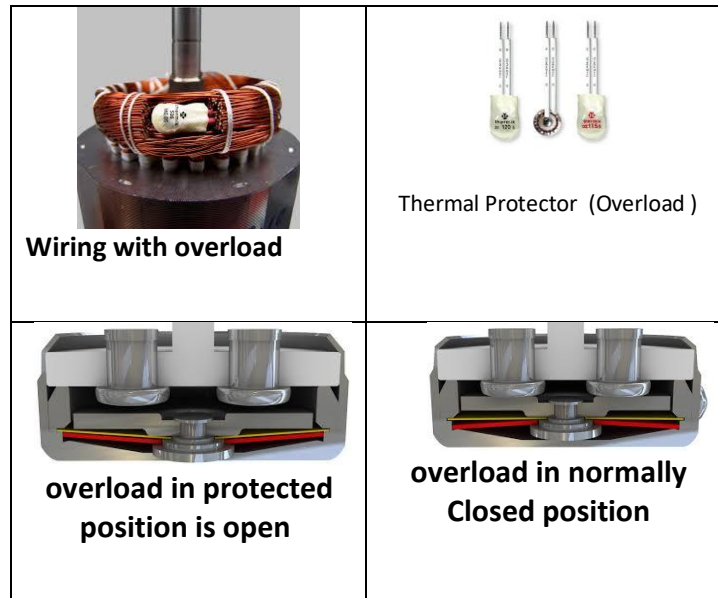 Wiring with overload
Thermal Protector (Overload )
overload in protected
position is open
overload in normally
Closed position